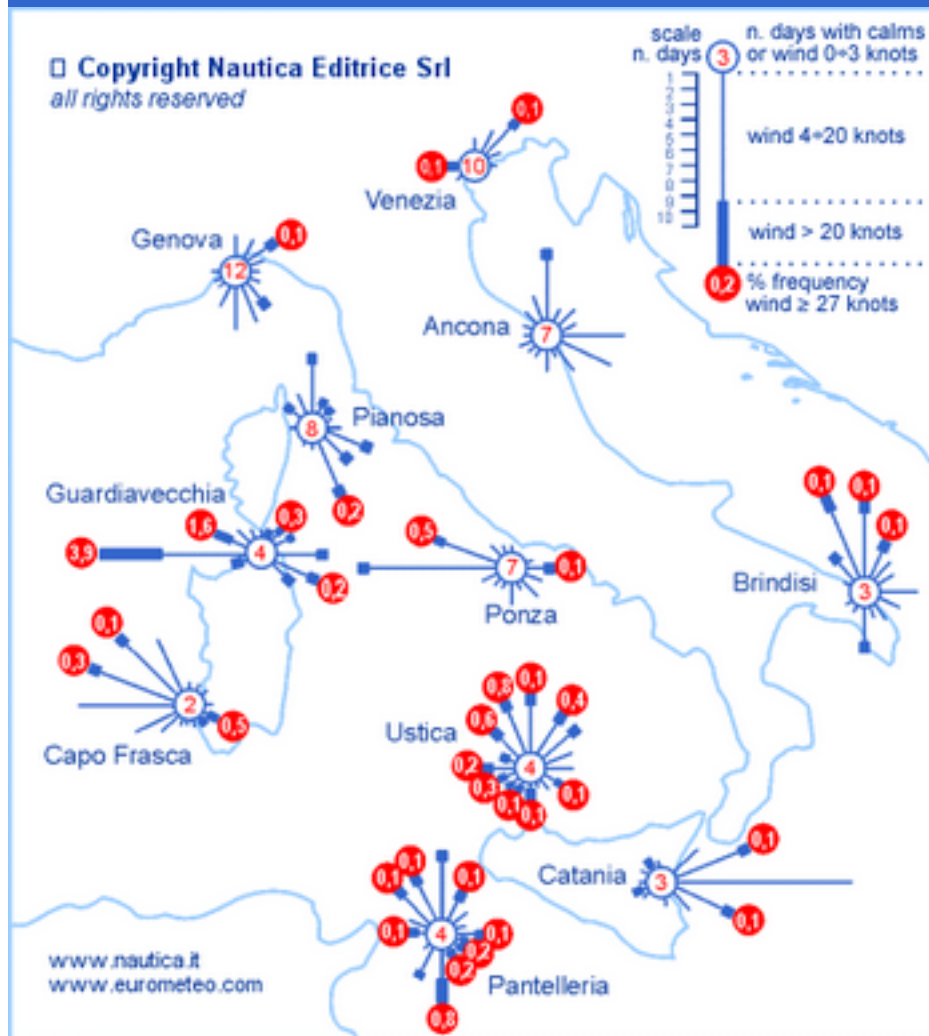 □ Copyright Nautica Editrice Srl
all rights reserved
scale
n. days
3
n. days with calms
or wind 0÷3 knots
1
2
3
4
5
6
7
8
9
10
wind 4÷20 knots
wind > 20 knots
0,2
% frequency
wind ≥ 27 knots
0,1
0,1
10
Venezia
Genova
0,1
12
Ancona
7
Pianosa
8
0,2
Guardiavecchia
1,6
0,3
3,9
4
0,2
0,5
7
0,1
Ponza
0,1
0,1
0,1
Brindisi
3
0,1
0,3
2
0,5
Capo Frasca
0,1
0,8
0,4
0,6
Ustica
0,2
4
0,3
0,1
0,1
0,1
Catania
0,1
3
0,1
0,1
0,1
0,1
0,1
4
0,1
0,2
0,2
Pantelleria
0,8
www.nautica.it
www.eurometeo.com